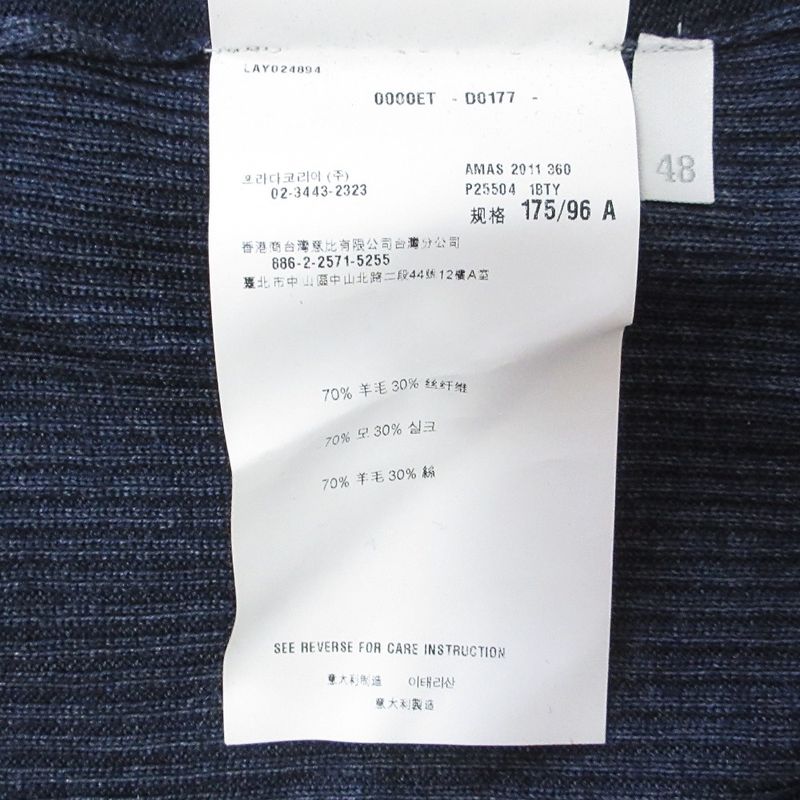 LAY024894
0000ET - D0177 -
프라다코리아 (주)
02-3443-2323
AMAS 2011 360
P25504 1BTY
规格 175/96 A
48
香港商台灣慈比有限公司台灣分公司
886-2-2571-5255
臺北市中山區中山北路二段44號12樓A室
70% 羊毛 30% 丝纤维
70% 모 30% 실크
70% 羊毛 30% 絲
SEE REVERSE FOR CARE INSTRUCTION
意大利制造 이태리산
意大利製造